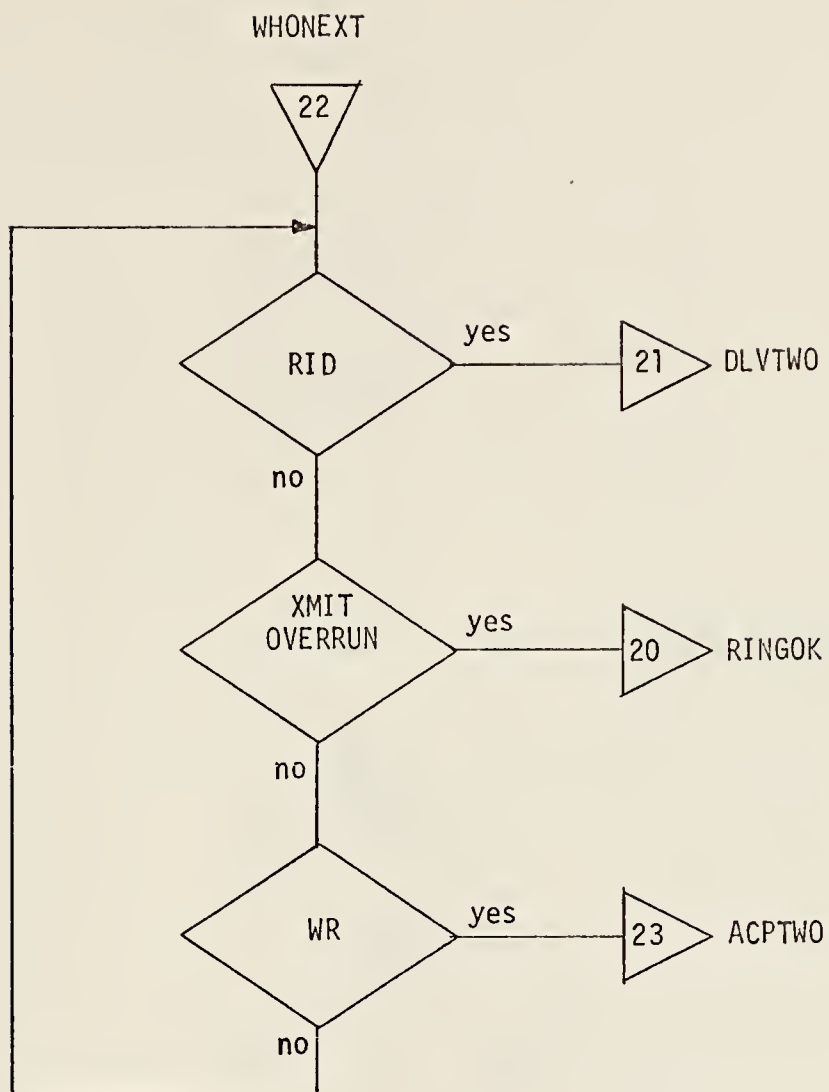 WHONEXT
22
RID
yes
21
DLVTWO
no
XMIT
OVERRUN
yes
20
RINGOK
no
WR
yes
23
ACPTWO
no